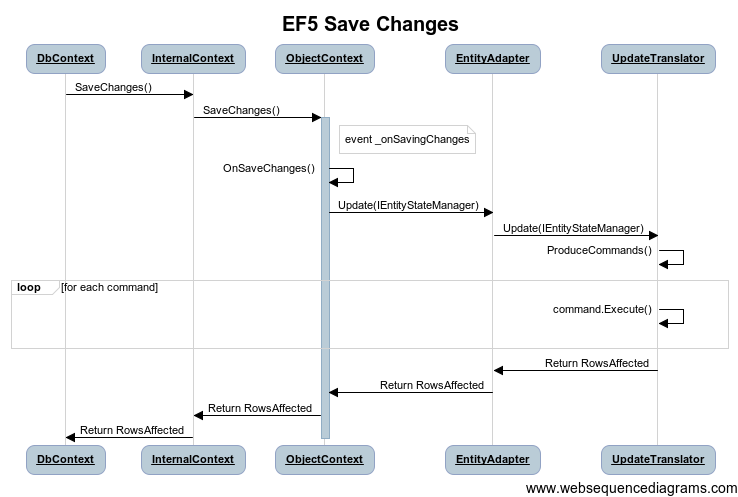 EF5 Save Changes
DbContext InternalContext ObjectContext EntityAdapter UpdateTranslator
SaveChanges()
SaveChanges()
event _onSavingChanges
OnSaveChanges()
Update(IEntityStateManager)
Update(IEntityStateManager)
ProduceCommands()
loop [for each command]
command.Execute()
Return RowsAffected
Return RowsAffected
Return RowsAffected
Return RowsAffected
DbContext InternalContext ObjectContext EntityAdapter UpdateTranslator
www.websequencediagrams.com